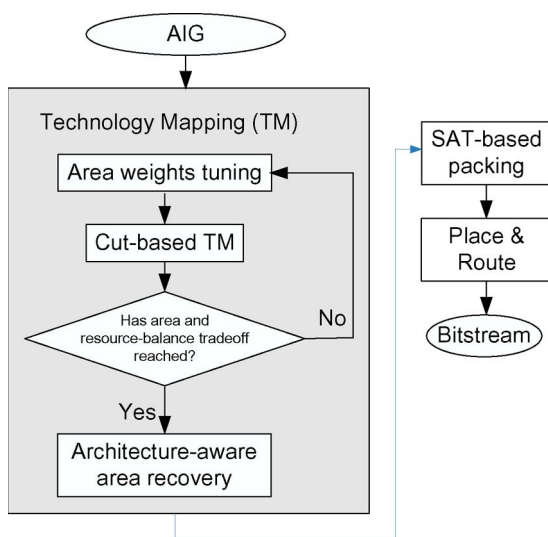 AIG
Technology Mapping (TM)
Area weights tuning
Cut-based TM
Has area and
resource-balance tradeoff
reached?
No
Yes
Architecture-aware
area recovery
SAT-based
packing
Place &
Route
Bitstream